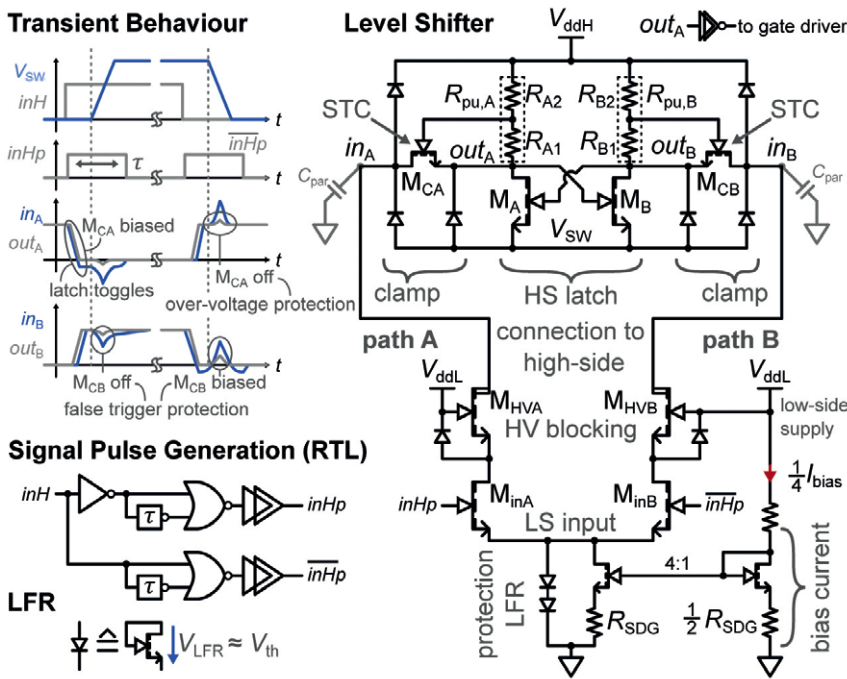 Transient Behaviour
V_SW
inH
t
inHp
τ
\overline{inHp}
t
in_A
out_A
M_CA biased
t
latch toggles
M_CA off
over-voltage protection
in_B
out_B
t
M_CB off
M_CB biased
false trigger protection
Signal Pulse Generation (RTL)
inH
τ
inHp
τ
\overline{inHp}
LFR
≙
V_LFR ≈ V_th
Level Shifter
V_ddH
out_A
to gate driver
R_pu,A
R_A2
R_B2
R_pu,B
STC
STC
R_A1
R_B1
in_A
out_A
out_B
in_B
C_par
M_CA
M_A
M_B
M_CB
C_par
V_SW
clamp
HS latch
clamp
path A
connection to
high-side
path B
V_ddL
V_ddL
M_HVA
M_HVB
HV blocking
low-side
supply
1/4 I_bias
M_inA
M_inB
inHp
\overline{inHp}
LS input
4:1
protection
LFR
R_SDG
1/2 R_SDG
bias current